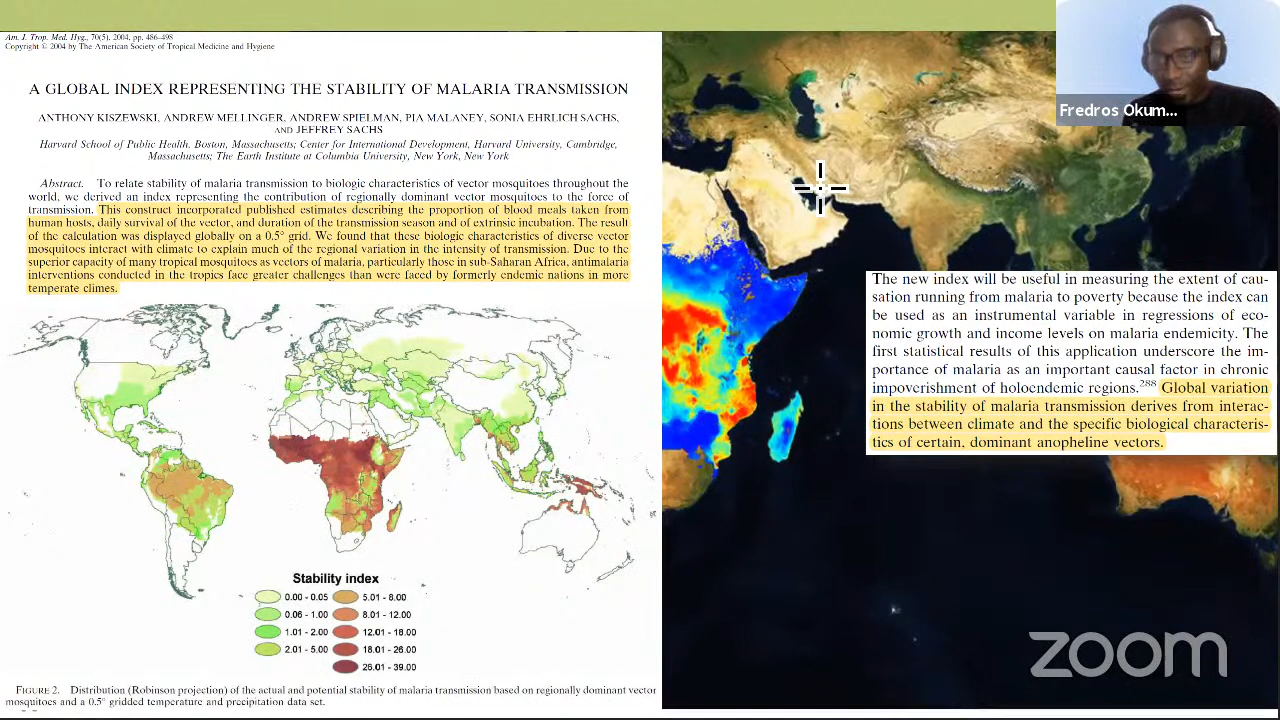 Am. J. Trop. Med. Hyg., 70(5), 2004, pp. 486–498
Copyright © 2004 by The American Society of Tropical Medicine and Hygiene
A GLOBAL INDEX REPRESENTING THE STABILITY OF MALARIA TRANSMISSION
ANTHONY KISZEWSKI, ANDREW MELLINGER, ANDREW SPIELMAN, PIA MALANEY, SONIA EHRLICH SACHS,
AND JEFFREY SACHS
Harvard School of Public Health, Boston, Massachusetts; Center for International Development, Harvard University, Cambridge,
Massachusetts; The Earth Institute at Columbia University, New York, New York
Abstract. To relate stability of malaria transmission to biologic characteristics of vector mosquitoes throughout the
world, we derived an index representing the contribution of regionally dominant vector mosquitoes to the force of
transmission. This construct incorporated published estimates describing the proportion of blood meals taken from
human hosts, daily survival of the vector, and duration of the transmission season and of extrinsic incubation. The result
of the calculation was displayed globally on a 0.5° grid. We found that these biologic characteristics of diverse vector
mosquitoes interact with climate to explain much of the regional variation in the intensity of transmission. Due to the
superior capacity of many tropical mosquitoes as vectors of malaria, particularly those in sub-Saharan Africa, antimalaria
interventions conducted in the tropics face greater challenges than were faced by formerly endemic nations in more
temperate climes.
Stability index
0.00 - 0.05
0.06 - 1.00
1.01 - 2.00
2.01 - 5.00
5.01 - 8.00
8.01 - 12.00
12.01 - 18.00
18.01 - 26.00
26.01 - 39.00
FIGURE 2. Distribution (Robinson projection) of the actual and potential stability of malaria transmission based on regionally dominant vector
mosquitoes and a 0.5° gridded temperature and precipitation data set.
Fredros Okum...
The new index will be useful in measuring the extent of cau-
sation running from malaria to poverty because the index can
be used as an instrumental variable in regressions of eco-
nomic growth and income levels on malaria endemicity. The
first statistical results of this application underscore the im-
portance of malaria as an important causal factor in chronic
impoverishment of holoendemic regions.²⁸⁸ Global variation
in the stability of malaria transmission derives from interac-
tions between climate and the specific biological characteris-
tics of certain, dominant anopheline vectors.
zoom